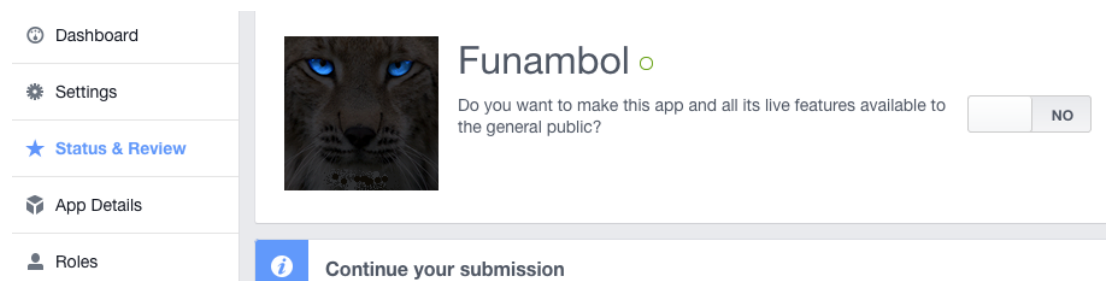 Dashboard
Settings
Status & Review
App Details
Roles
Funambol
Do you want to make this app and all its live features available to
the general public?
NO
Continue your submission